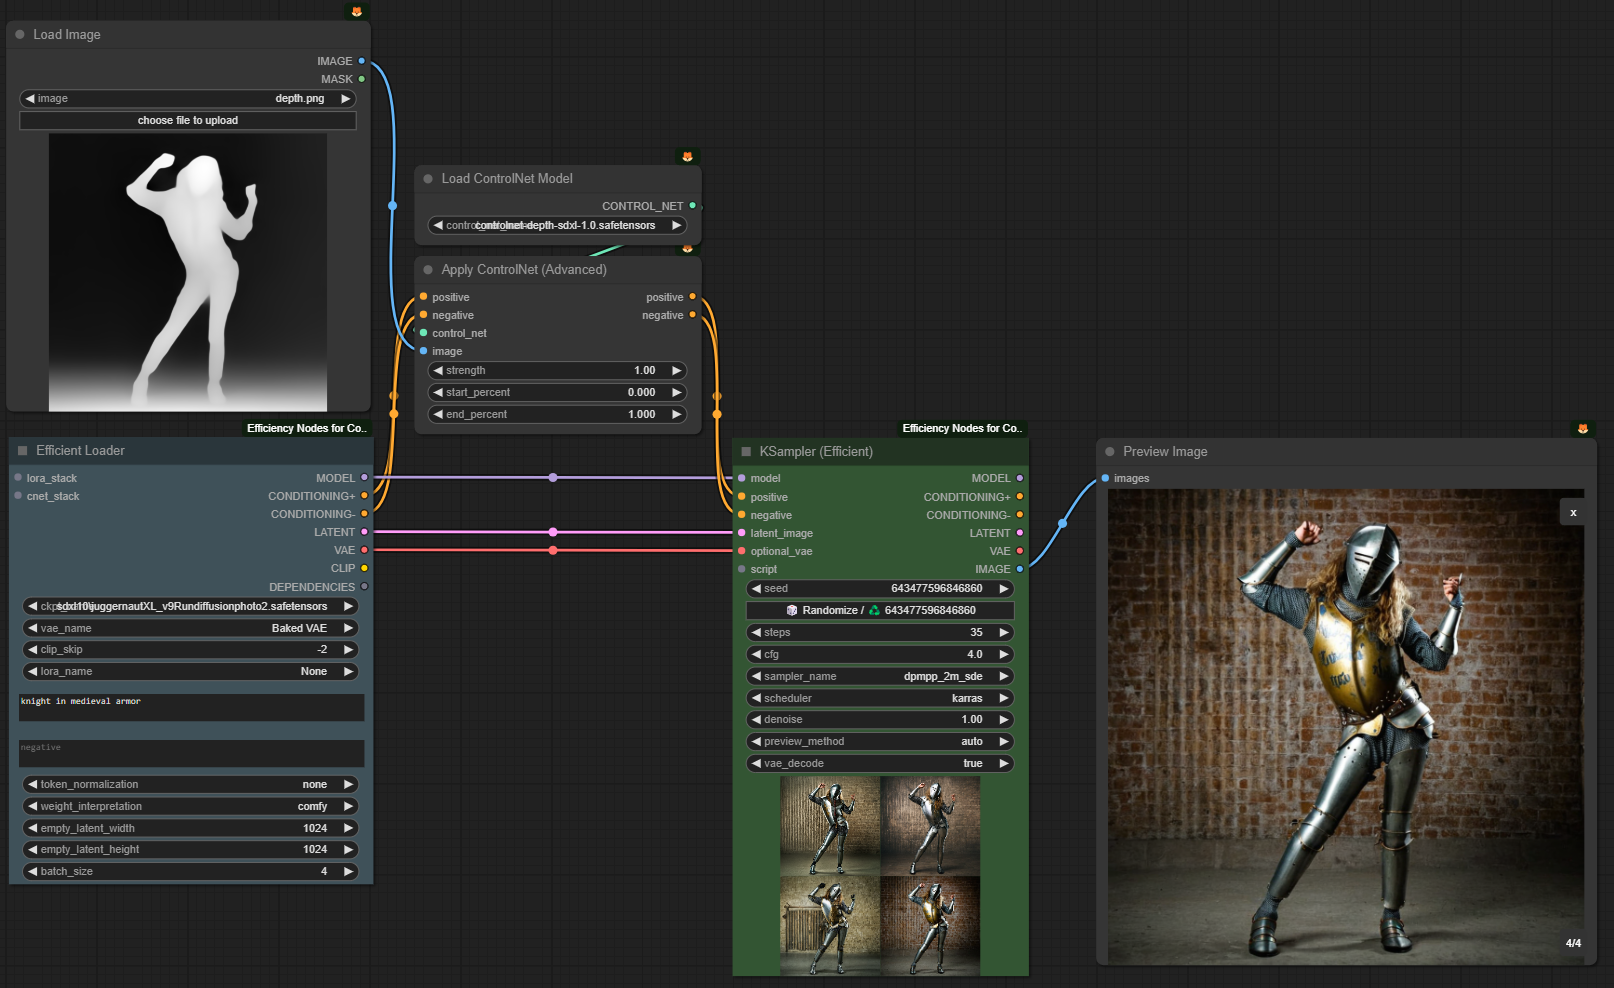 Load Image
IMAGE
MASK
image depth.png
choose file to upload
Load ControlNet Model
CONTROL_NET
controlnet-depth-sdxl-1.0.safetensors
Apply ControlNet (Advanced)
positive positive
negative negative
control_net
image
strength 1.00
start_percent 0.000
end_percent 1.000
Efficiency Nodes for Co..
Efficient Loader
lora_stack MODEL
cnet_stack CONDITIONING+
CONDITIONING-
LATENT
VAE
CLIP
DEPENDENCIES
sdxl10\juggernautXL_v9Rundiffusionphoto2.safetensors
vae_name Baked VAE
clip_skip -2
lora_name None
knight in medieval armor
negative
token_normalization none
weight_interpretation comfy
empty_latent_width 1024
empty_latent_height 1024
batch_size 4
Efficiency Nodes for Co..
KSampler (Efficient)
model MODEL
positive CONDITIONING+
negative CONDITIONING-
latent_image LATENT
optional_vae VAE
script IMAGE
seed 643477596846860
Randomize / 643477596846860
steps 35
cfg 4.0
sampler_name dpmpp_2m_sde
scheduler karras
denoise 1.00
preview_method auto
vae_decode true
Preview Image
images
x
4/4